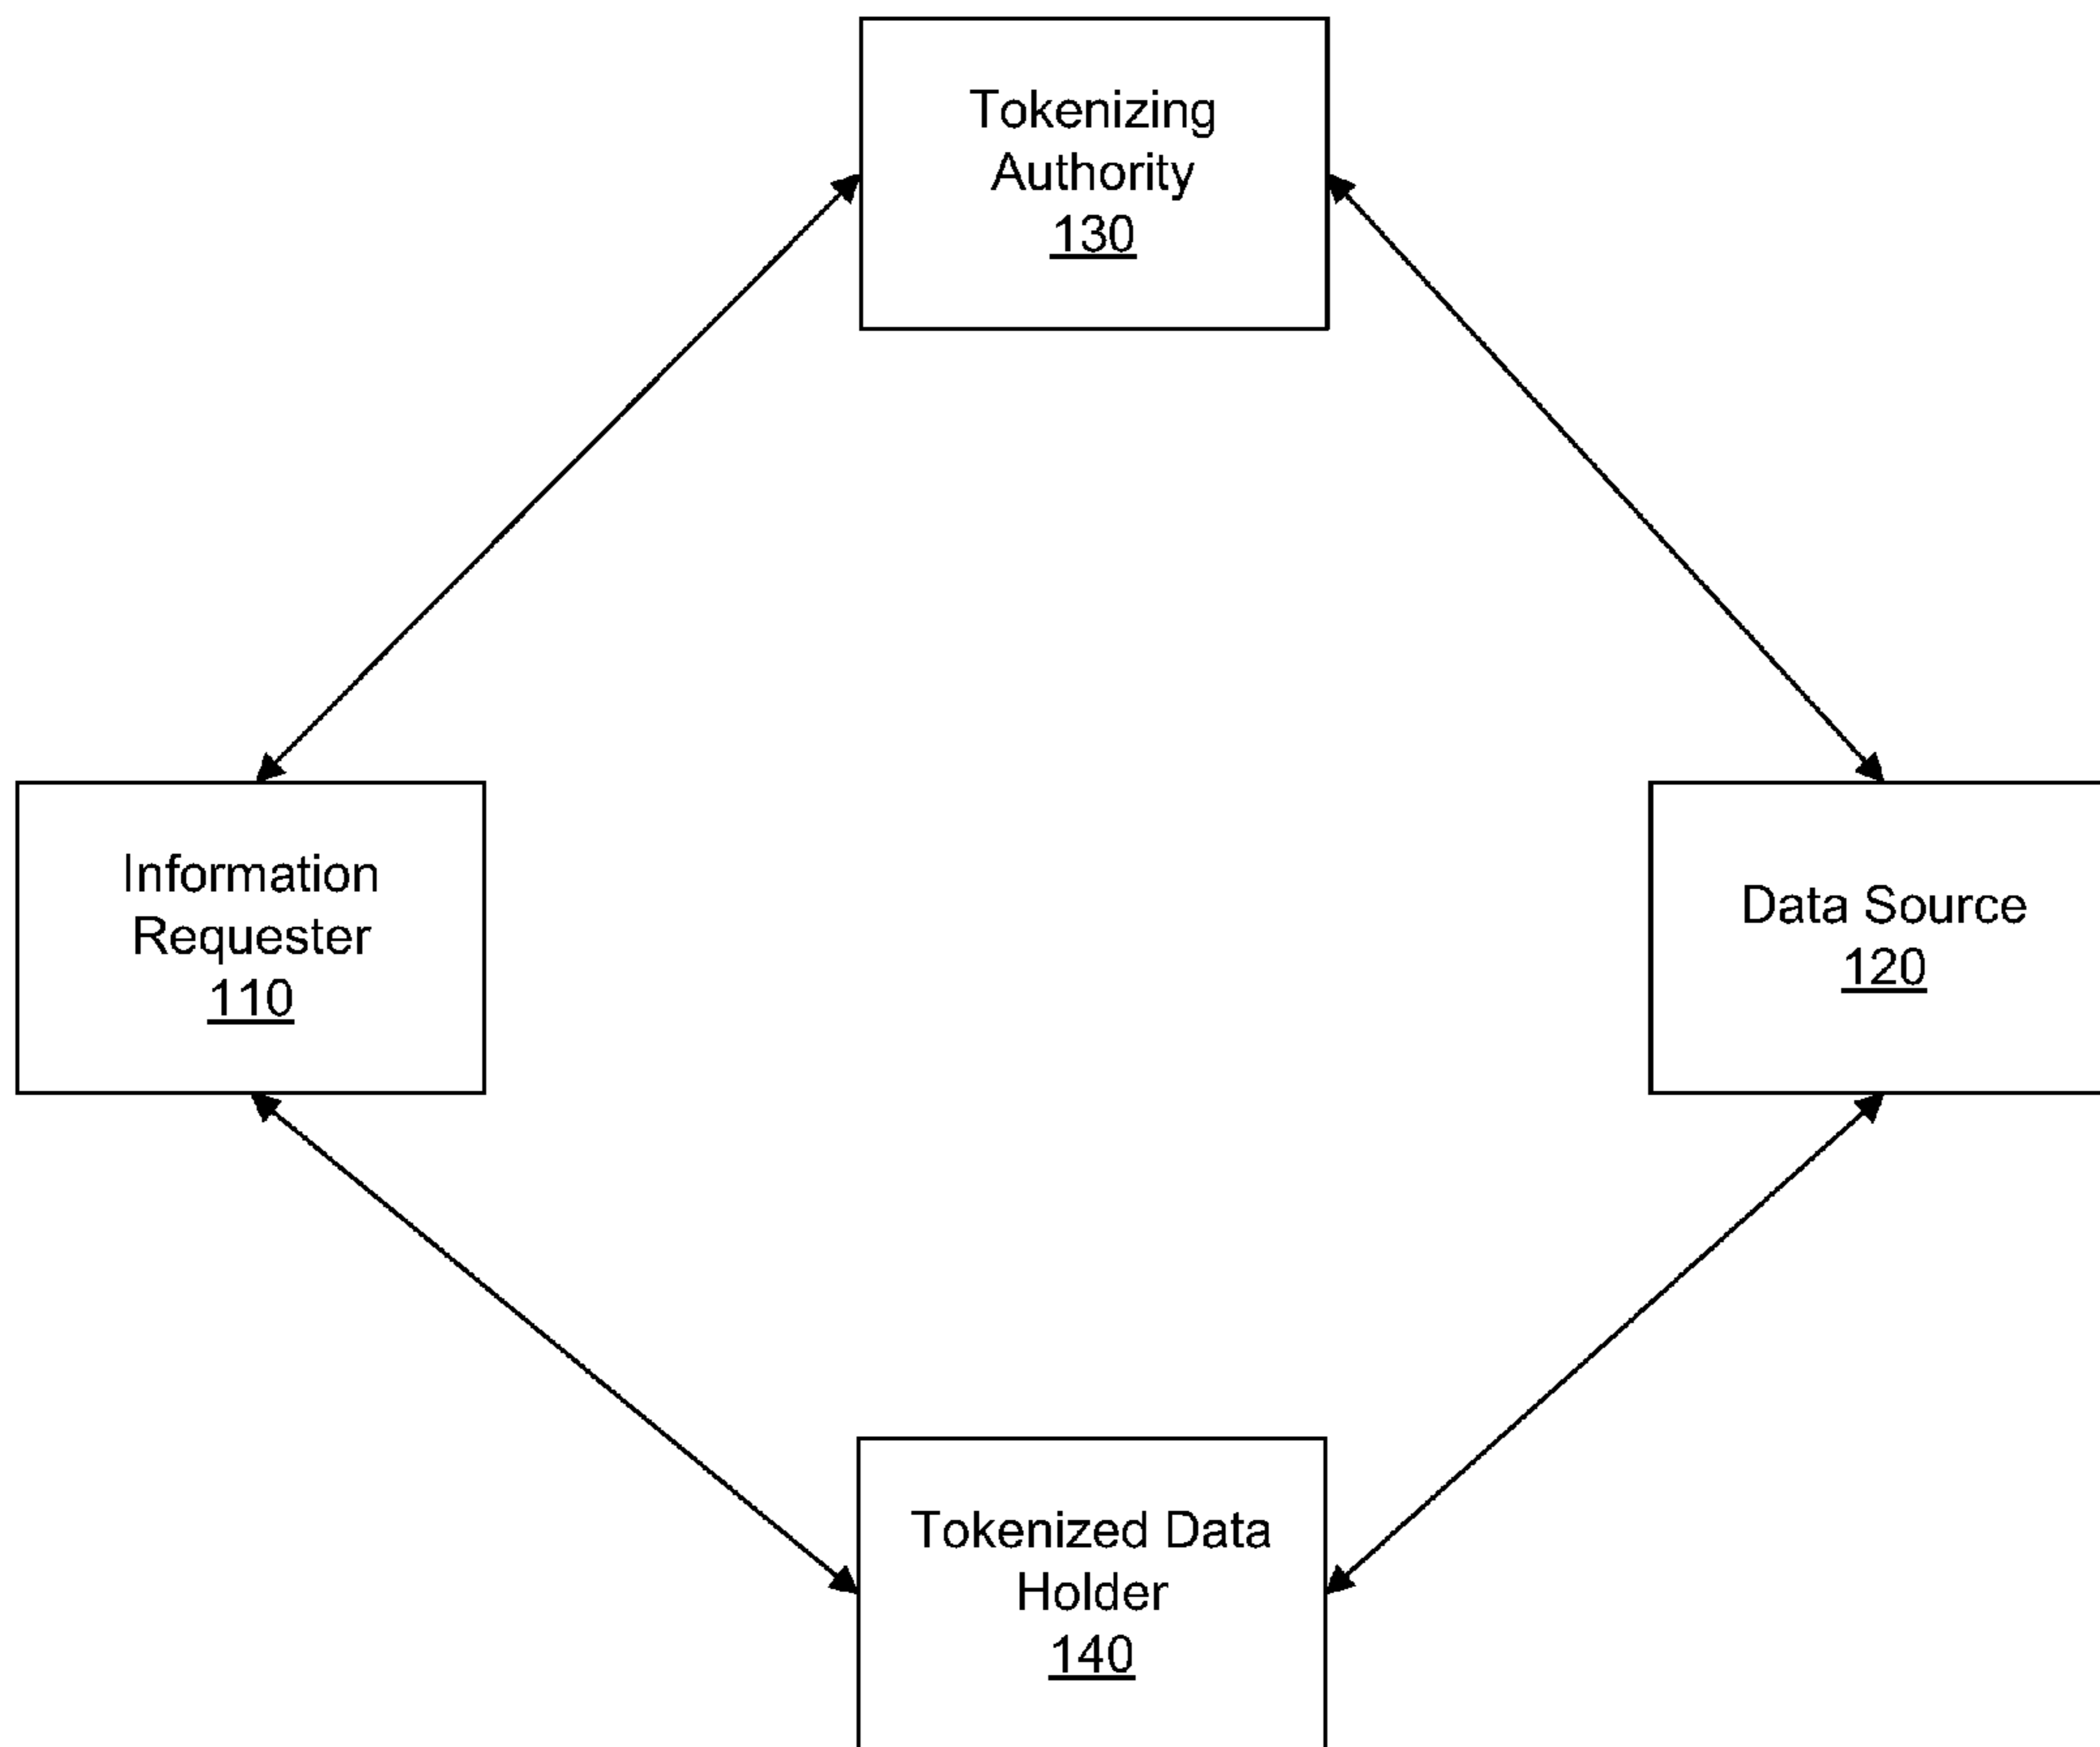 Tokenizing
Authority
130
Information
Requester
110
Data Source
120
Tokenized Data
Holder
140